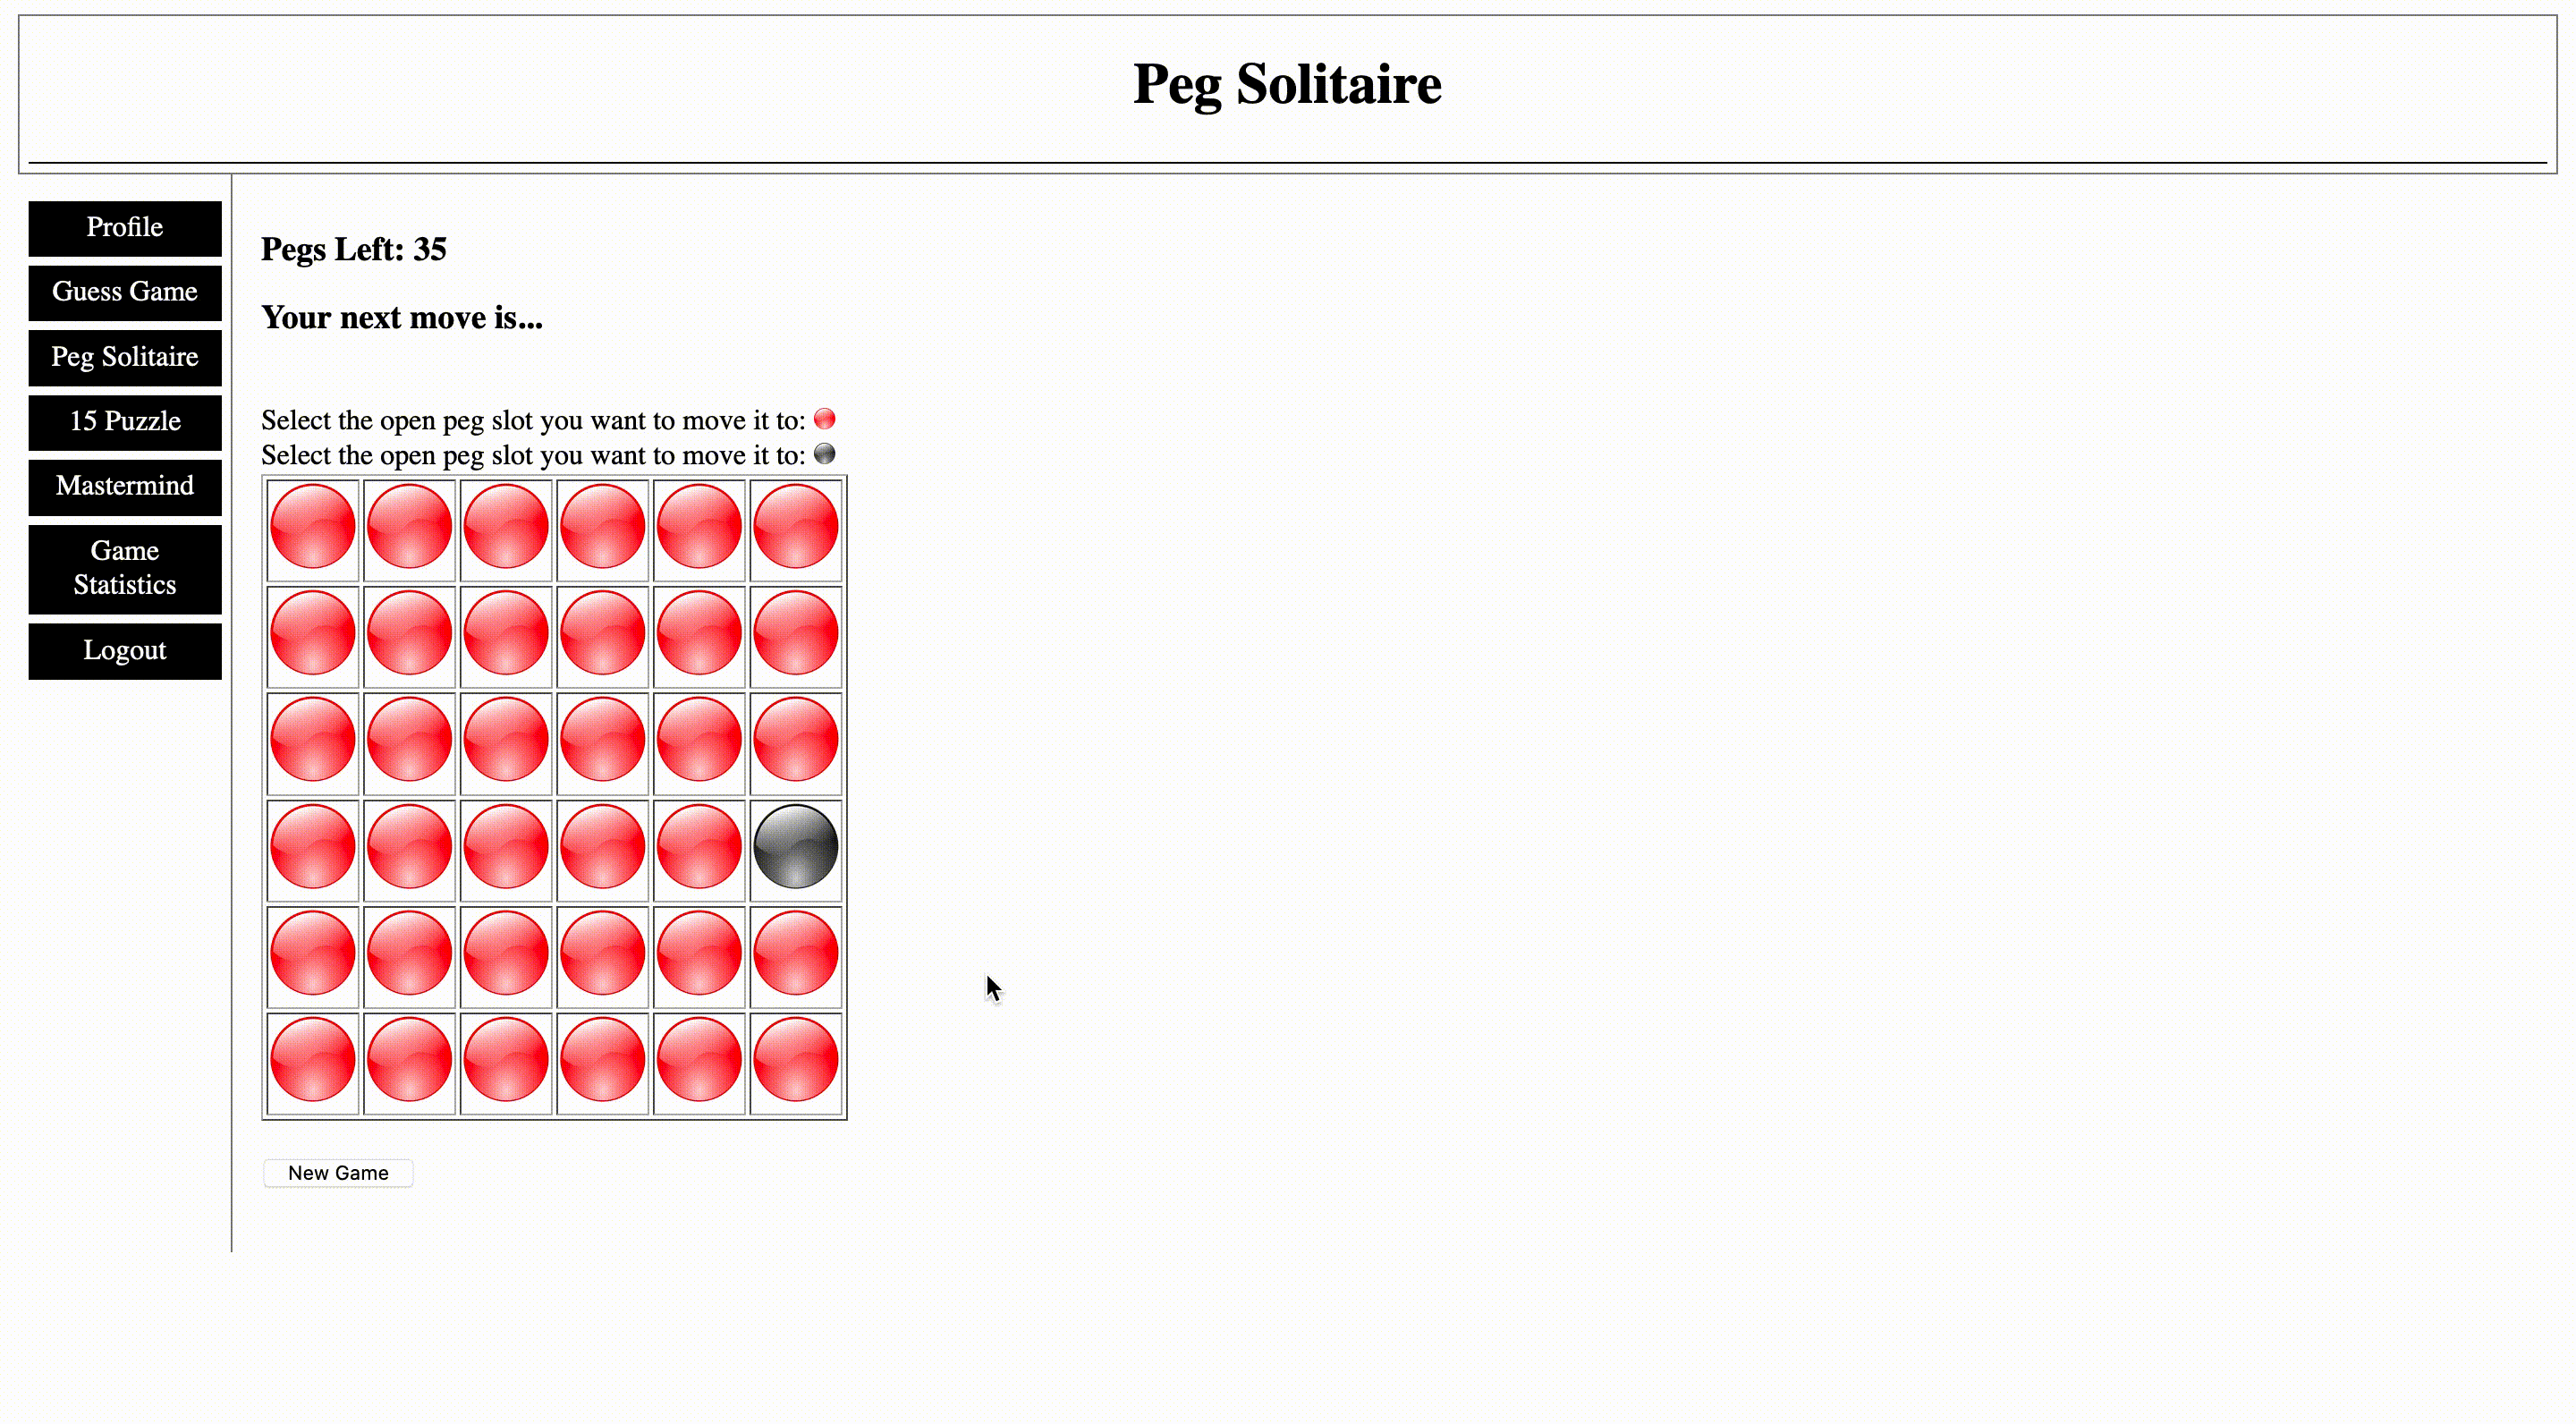 Peg Solitaire
Profile
Guess Game
Peg Solitaire
15 Puzzle
Mastermind
Game
Statistics
Logout
Pegs Left: 35
Your next move is...
Select the open peg slot you want to move it to:
Select the open peg slot you want to move it to:
New Game